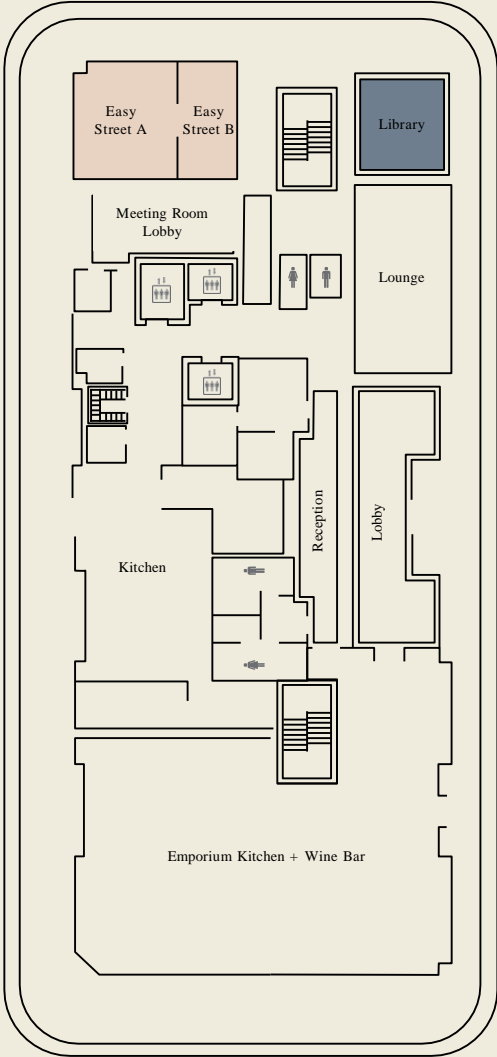 Easy
Street A
Easy
Street B
Library
Meeting Room
Lobby
Lounge
Reception
Lobby
Kitchen
Emporium Kitchen + Wine Bar